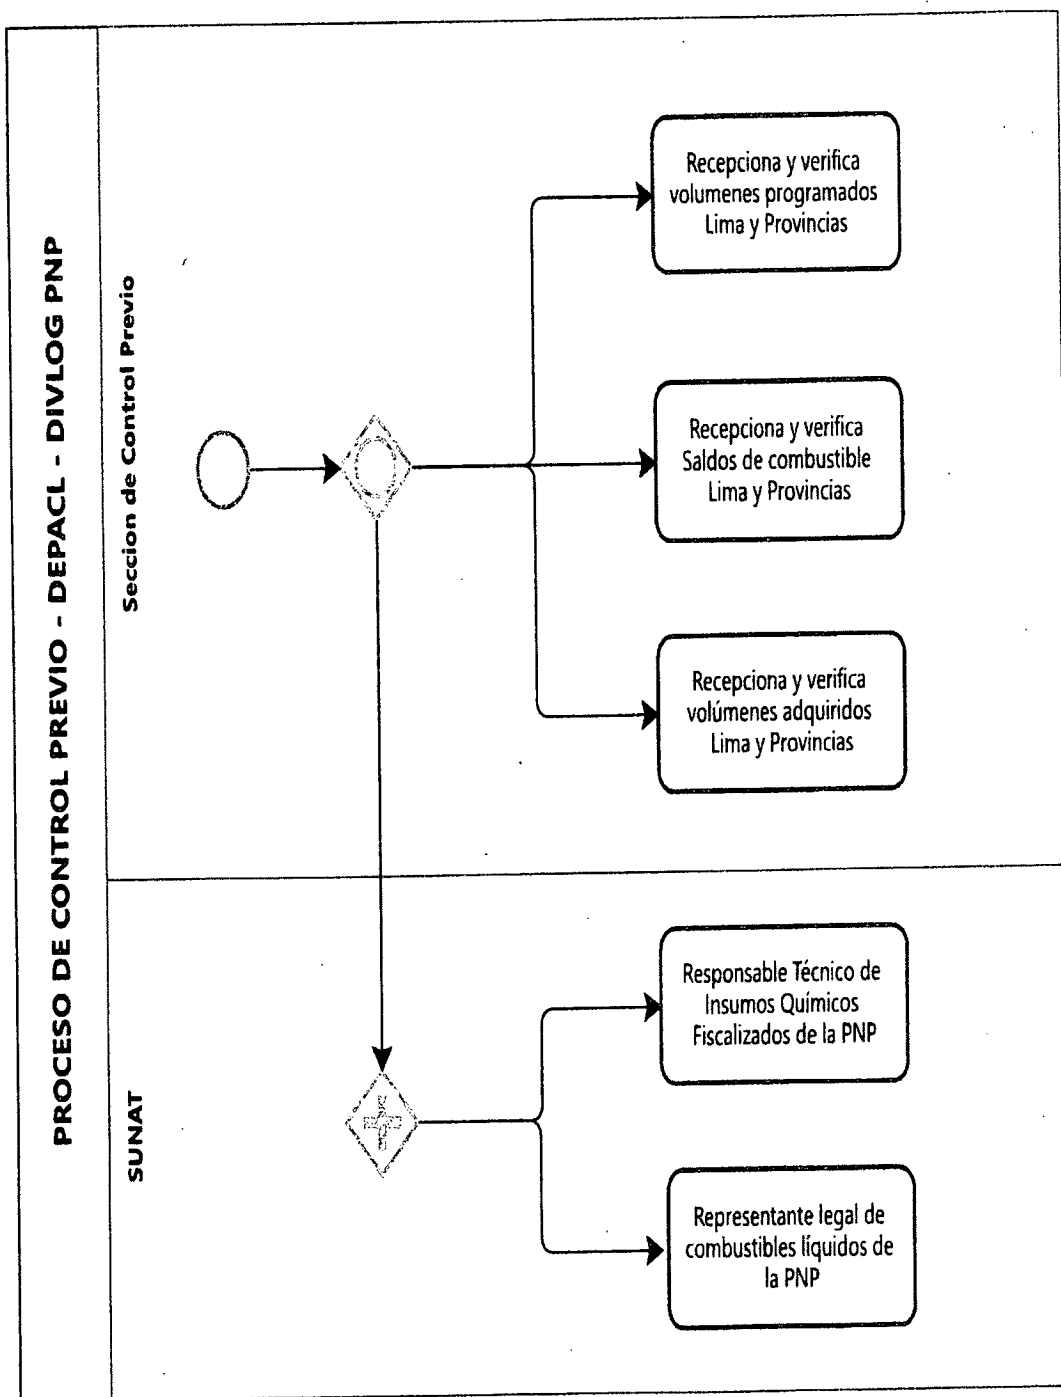 PROCESO DE CONTROL PREVIO - DEPACL - DIVLOG PNP
Seccion de Control Previo
Recepciona y verifica
volumenes programados
Lima y Provincias
Recepciona y verifica
Saldos de combustible
Lima y Provincias
Recepciona y verifica
volúmenes adquiridos
Lima y Provincias
SUNAT
Responsable Técnico de
Insumos Químicos
Fiscalizados de la PNP
Representante legal de
combustibles líquidos de
la PNP